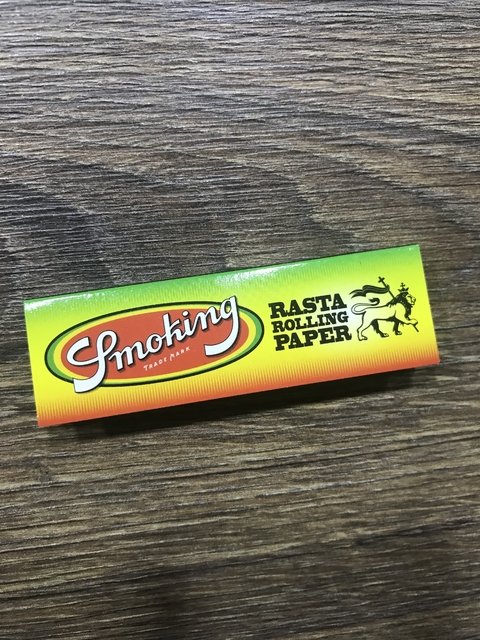 Smoking
TRADE MARK
RASTA
ROLLING
PAPER